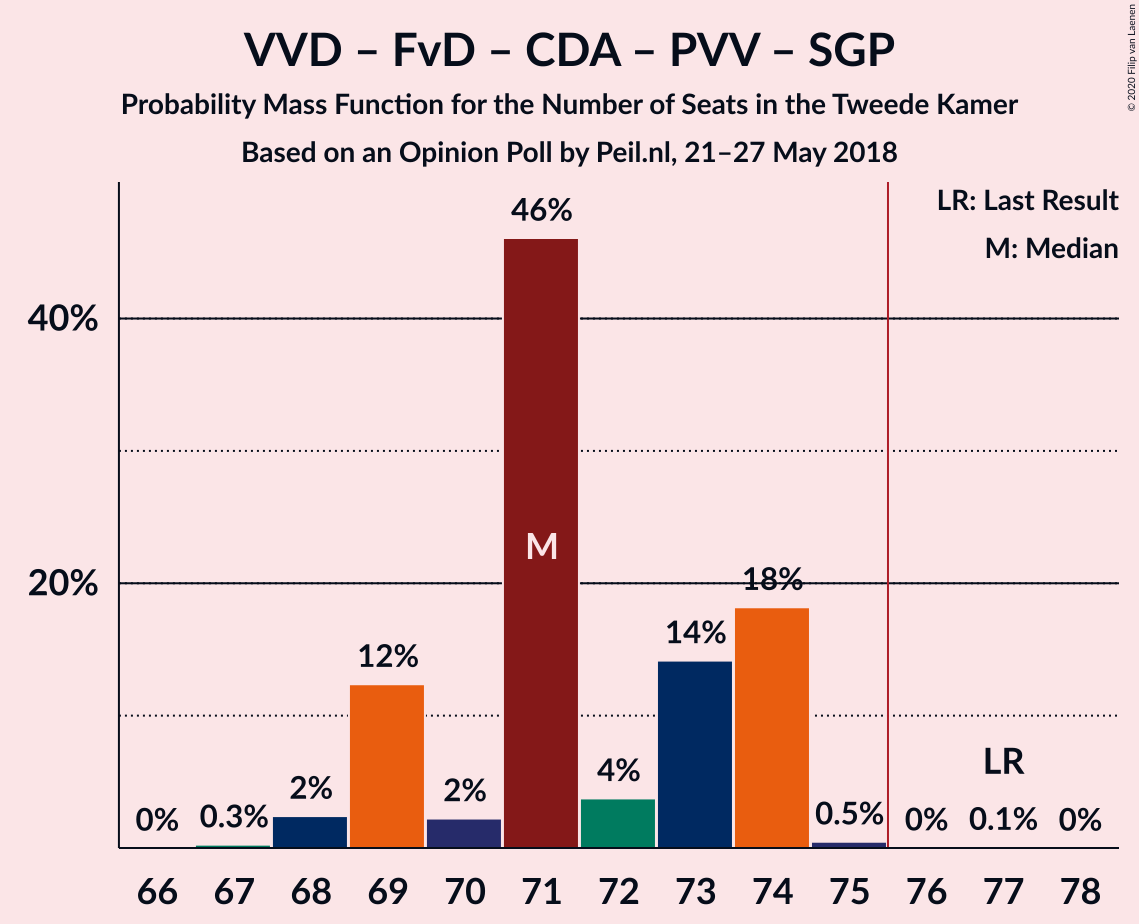 VVD – FvD – CDA – PVV – SGP
Probability Mass Function for the Number of Seats in the Tweede Kamer
Based on an Opinion Poll by Peil.nl, 21–27 May 2018
© 2020 Filip van Laenen
LR: Last Result
M: Median
40%
20%
0%
0.3%
2%
12%
2%
46%
M
4%
14%
18%
0.5%
0%
LR
0.1%
0%
66 67 68 69 70 71 72 73 74 75 76 77 78